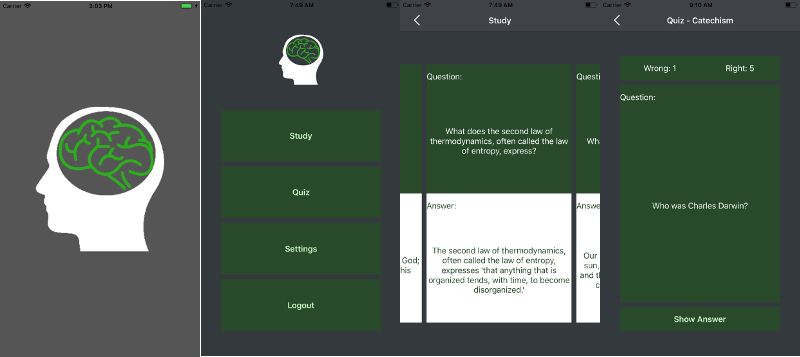 Carrier 3:03 PM
Carrier 7:49 AM
Study
Quiz
Settings
Logout
Carrier 7:49 AM
Study
Question:
What does the second law of
thermodynamics, often called the law
of entropy, express?
Answer:
The second law of thermodynamics,
often called the law of entropy,
expresses 'that anything that is
organized tends, with time, to become
disorganized.'
God;
his
Questi
Wh
Answe
Our
sun,
and th
c
Carrier 9:10 AM
Quiz - Catechism
Wrong: 1 Right: 5
Question:
Who was Charles Darwin?
Show Answer